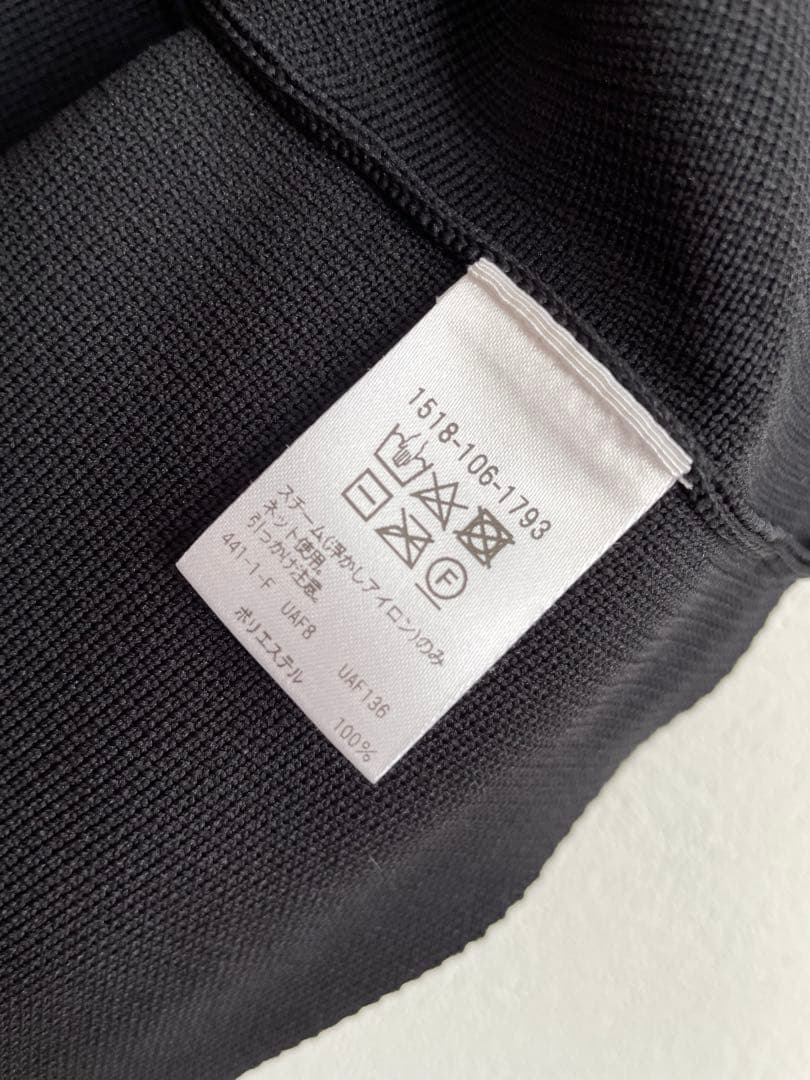 1518-106-1793
F
スチーム(浮かしアイロン)のみ
ネット使用。
引っかけ注意。
441-1-F UAF8 UAF136
ポリエステル 100%